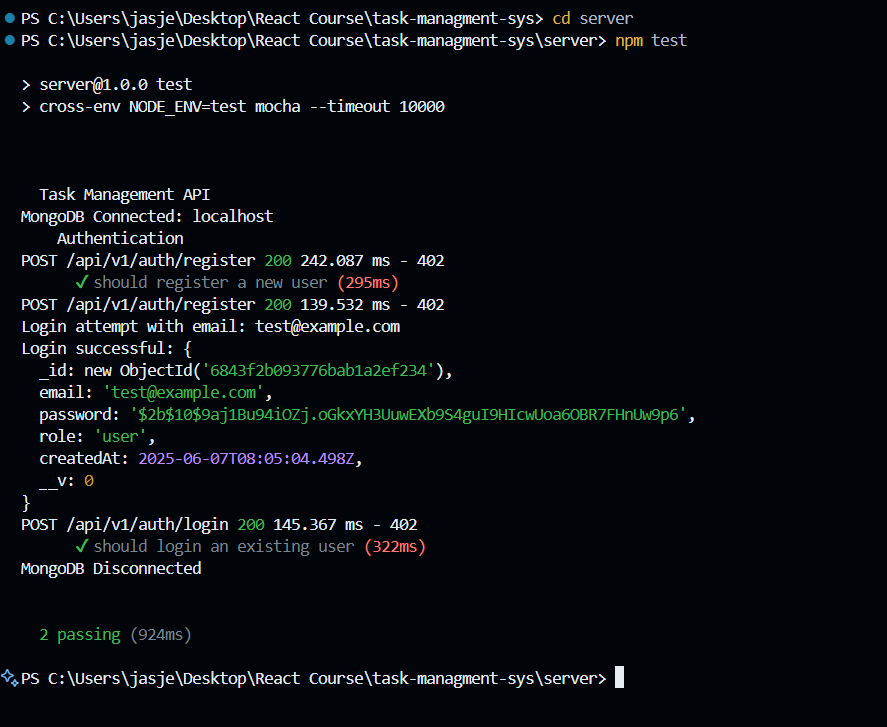 PS C:\Users\jasje\Desktop\React Course\task-managment-sys> cd server
PS C:\Users\jasje\Desktop\React Course\task-managment-sys\server> npm test
> server@1.0.0 test
> cross-env NODE_ENV=test mocha --timeout 10000
Task Management API
MongoDB Connected: localhost
Authentication
POST /api/v1/auth/register 200 242.087 ms - 402
✓ should register a new user (295ms)
POST /api/v1/auth/register 200 139.532 ms - 402
Login attempt with email: test@example.com
Login successful: {
_id: new ObjectId('6843f2b093776bab1a2ef234'),
email: 'test@example.com',
password: '$2b$10$9aj1Bu94iOZj.oGkxYH3UuwEXb9S4guI9HIcwUoa6OBR7FHnUw9p6',
role: 'user',
createdAt: 2025-06-07T08:05:04.498Z,
__v: 0
}
POST /api/v1/auth/login 200 145.367 ms - 402
✓ should login an existing user (322ms)
MongoDB Disconnected
2 passing (924ms)
PS C:\Users\jasje\Desktop\React Course\task-managment-sys\server>